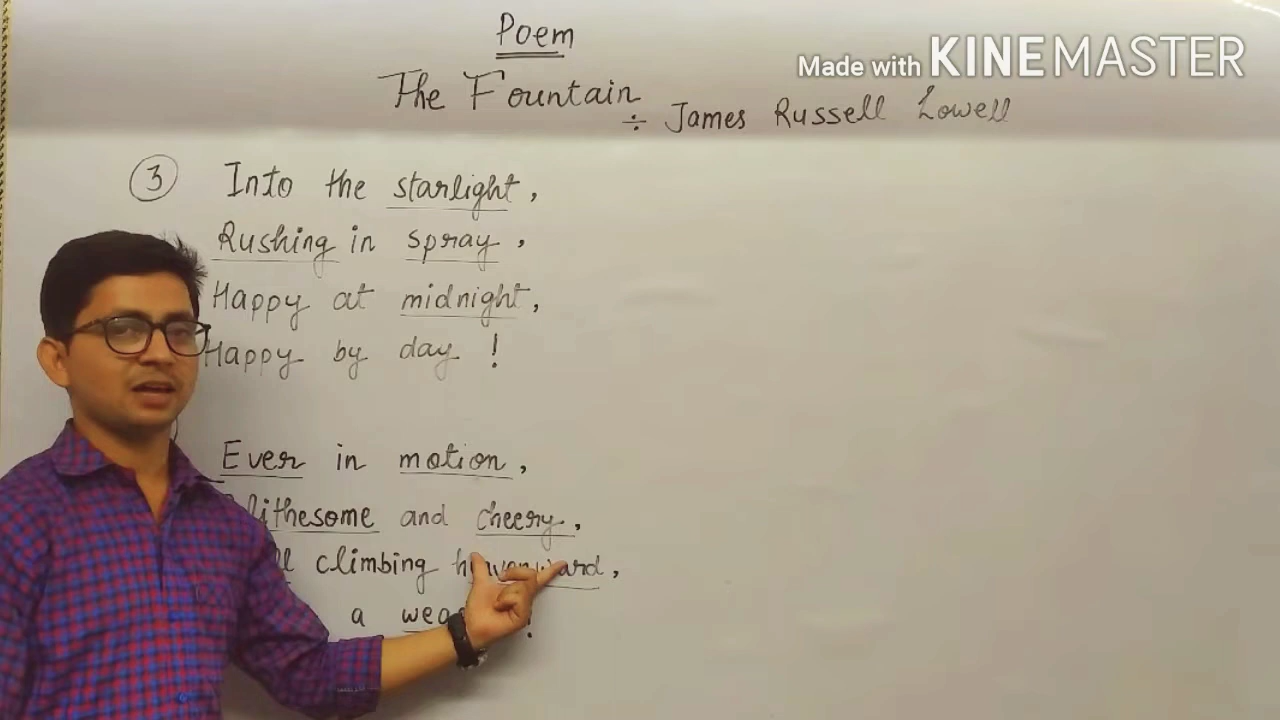 Poem
Made with KINEMASTER
The Fountain
÷ James Russell Lowell
3 Into the starlight,
Rushing in spray,
Happy at midnight,
Happy by day!
Ever in motion,
and cheery,
climbing
a